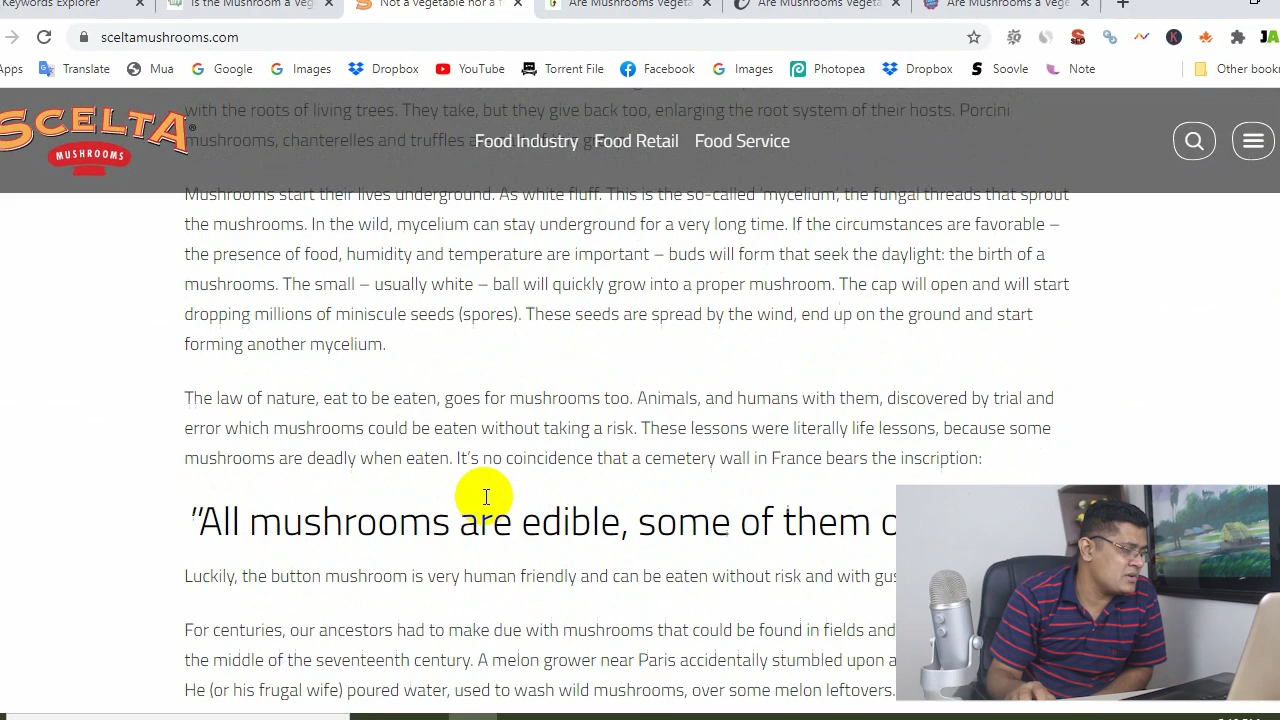 Keywords Explorer
Is the Mushroom a Veg
Not a vegetable nor a f
Are Mushrooms Vegeta
Are Mushrooms Vegeta
Are Mushrooms a Vege
sceltamushrooms.com
SEO
K
JA
Apps
Translate
Mua
Google
Images
Dropbox
YouTube
Torrent File
Facebook
Images
Photopea
Dropbox
Soovle
Note
Other book
with the roots of living trees. They take, but they give back too, enlarging the root system of their hosts. Porcini
mushrooms, chanterelles and truffles a
SCELTA
MUSHROOMS
Food Industry
Food Retail
Food Service
Mushrooms start their lives underground. As white fluff. This is the so-called 'mycelium', the fungal threads that sprout
the mushrooms. In the wild, mycelium can stay underground for a very long time. If the circumstances are favorable –
the presence of food, humidity and temperature are important – buds will form that seek the daylight: the birth of a
mushrooms. The small – usually white – ball will quickly grow into a proper mushroom. The cap will open and will start
dropping millions of miniscule seeds (spores). These seeds are spread by the wind, end up on the ground and start
forming another mycelium.
The law of nature, eat to be eaten, goes for mushrooms too. Animals, and humans with them, discovered by trial and
error which mushrooms could be eaten without taking a risk. These lessons were literally life lessons, because some
mushrooms are deadly when eaten. It's no coincidence that a cemetery wall in France bears the inscription:
"All mushrooms are edible, some of them o
Luckily, the button mushroom is very human friendly and can be eaten without risk and with gus
For centuries, our ancestors had to make due with mushrooms that could be found in fields and
the middle of the seventeenth century. A melon grower near Paris accidentally stumbled upon a
He (or his frugal wife) poured water, used to wash wild mushrooms, over some melon leftovers.